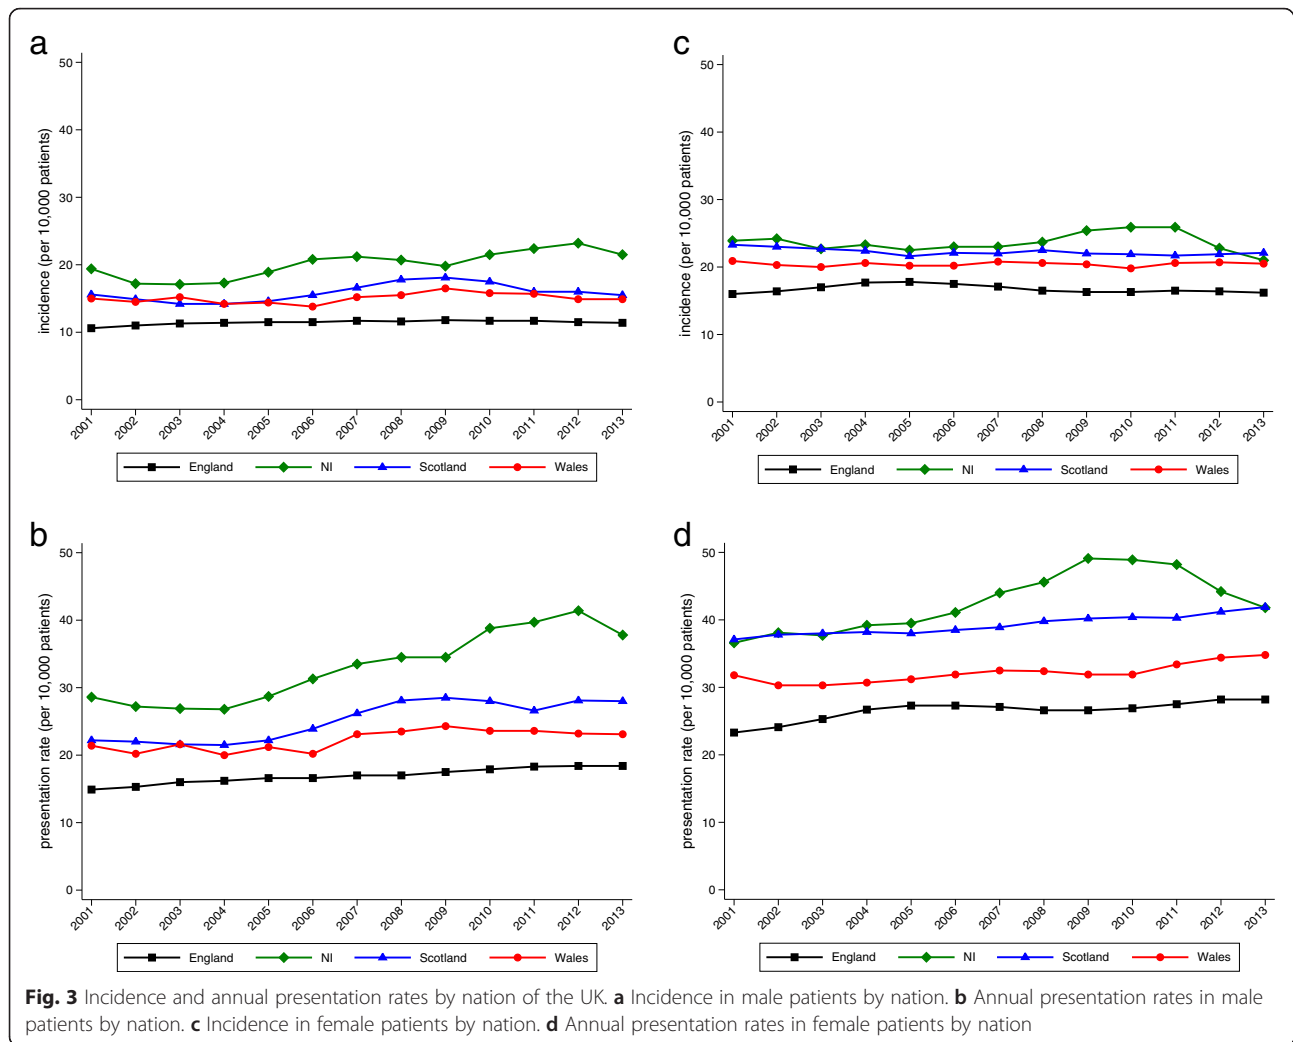 a
incidence (per 10,000 patients)
50
40
30
20
10
0
2001 2002 2003 2004 2005 2006 2007 2008 2009 2010 2011 2012 2013
England NI Scotland Wales
c
incidence (per 10,000 patients)
50
40
30
20
10
0
2001 2002 2003 2004 2005 2006 2007 2008 2009 2010 2011 2012 2013
England NI Scotland Wales
b
presentation rate (per 10,000 patients)
50
40
30
20
10
0
2001 2002 2003 2004 2005 2006 2007 2008 2009 2010 2011 2012 2013
England NI Scotland Wales
d
presentation rate (per 10,000 patients)
50
40
30
20
10
0
2001 2002 2003 2004 2005 2006 2007 2008 2009 2010 2011 2012 2013
England NI Scotland Wales
Fig. 3 Incidence and annual presentation rates by nation of the UK. a Incidence in male patients by nation. b Annual presentation rates in male
patients by nation. c Incidence in female patients by nation. d Annual presentation rates in female patients by nation